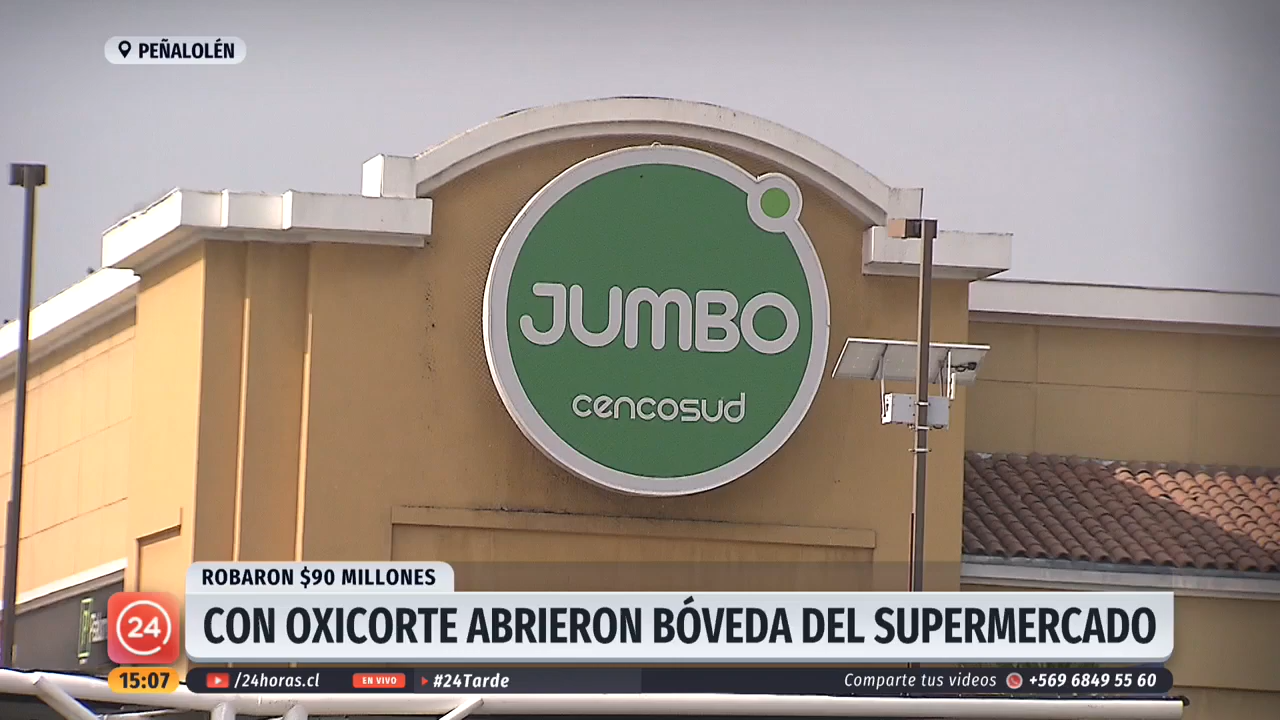 PEÑALOLÉN
JUMBO
cencosud
ROBARON $90 MILLONES
24
CON OXICORTE ABRIERON BÓVEDA DEL SUPERMERCADO
15:07 /24horas.cl EN VIVO #24Tarde Comparte tus videos +569 6849 55 60